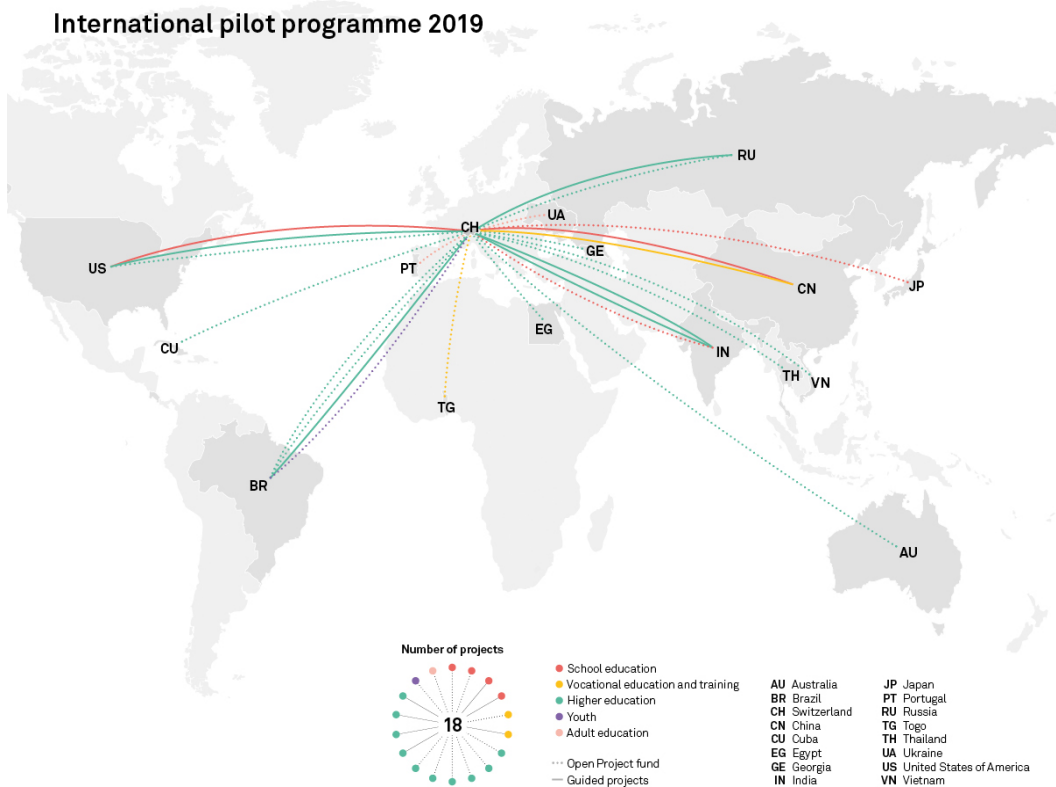 International pilot programme 2019
RU
UA
CH
GE
US
PT
CN
JP
EG
CU
IN
TH
VN
TG
BR
AU
Number of projects
18
School education
Vocational education and training
Higher education
Youth
Adult education
Open Project fund
Guided projects
AU Australia
BR Brazil
CH Switzerland
CN China
CU Cuba
EG Egypt
GE Georgia
IN India
JP Japan
PT Portugal
RU Russia
TG Togo
TH Thailand
UA Ukraine
US United States of America
VN Vietnam